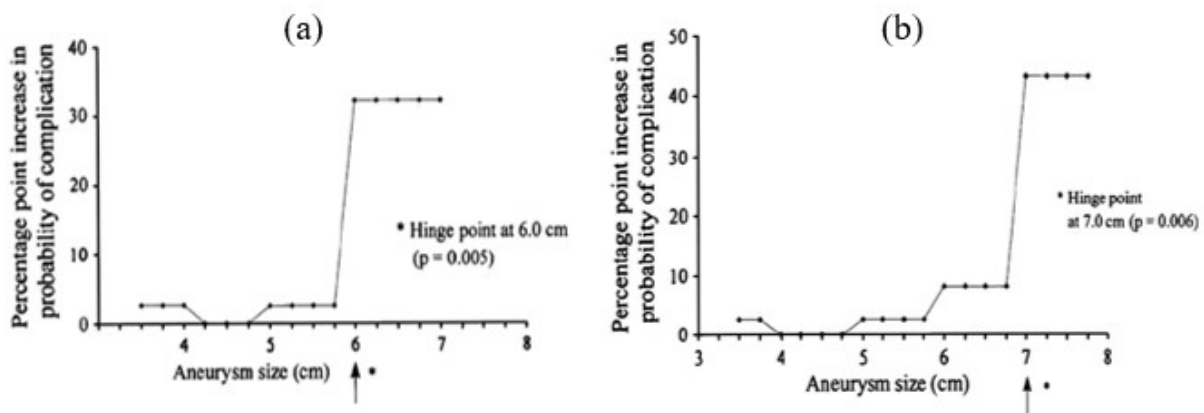 (a)
Percentage point increase in
probability of complication
40
30
20
10
0
4
5
6
7
Aneurysm size (cm)
* Hinge point at 6.0 cm
(p = 0.005)
*
(b)
Percentage point increase in
probability of complication
50
40
30
20
10
0
3
4
5
6
7
8
Aneurysm size (cm)
* Hinge point
at 7.0 cm (p = 0.006)
*